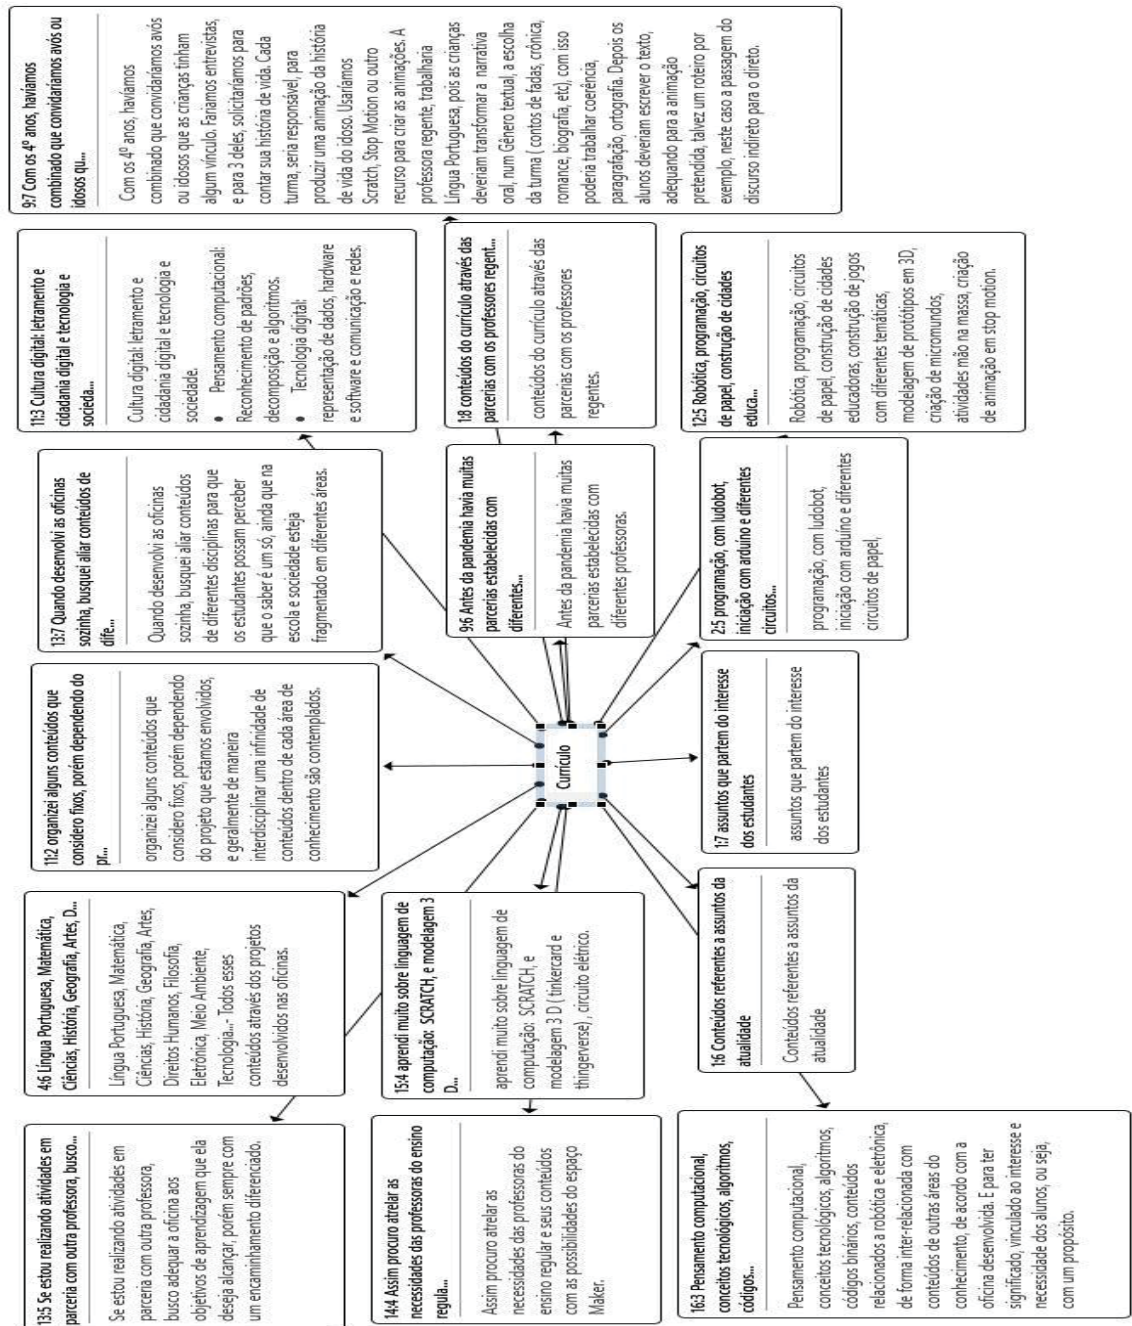 13:5 Se estou realizando atividades em
parceria com outra professora, busco...
Se estou realizando atividades em
parceria com outra professora,
busco adequar a oficina aos
objetivos de aprendizagem que ela
deseja alcançar, porém sempre com
um encaminhamento diferenciado.
4:6 Língua Portuguesa, Matemática,
Ciências, História, Geografia, Artes, D...
Língua Portuguesa, Matemática,
Ciências, História, Geografia, Artes,
Direitos Humanos, Filosofia,
Eletrônica, Meio Ambiente,
Tecnologia...- Todos esses
conteúdos através dos projetos
desenvolvidos nas oficinas.
11:2 organizei alguns conteúdos que
considero fixos, porém dependendo do
pr...
organizei alguns conteúdos que
considero fixos, porém dependendo
do projeto que estamos envolvidos,
e geralmente de maneira
interdisciplinar uma infinidade de
conteúdos dentro de cada área de
conhecimento são contemplados.
13:7 Quando desenvolvi as oficinas
sozinha, busquei aliar conteúdos de
dife...
Quando desenvolvi as oficinas
sozinha, busquei aliar conteúdos
de diferentes disciplinas para que
os estudantes possam perceber
que o saber é um só, ainda que na
escola e sociedade esteja
fragmentado em diferentes áreas.
11:3 Cultura digital: letramento e
cidadania digital e tecnologia e
socieda...
Cultura digital: letramento e
cidadania digital e tecnologia e
sociedade.
• Pensamento computacional:
Reconhecimento de padrões,
decomposição e algoritmos.
• Tecnologia digital:
representação de dados, hardware
e software e comunicação e redes.
9:7 Com os 4º anos, havíamos
combinado que convidaríamos avós ou
idosos qu...
Com os 4º anos, havíamos
combinado que convidaríamos avós
ou idosos que as crianças tinham
algum vínculo. Faríamos entrevistas,
e para 3 deles, solicitaríamos para
contar sua história de vida. Cada
turma, seria responsável, para
produzir uma animação da história
de vida do idoso. Usaríamos
Scratch, Stop Motion ou outro
recurso para criar as animações. A
professora regente, trabalharia
Língua Portuguesa, pois as crianças
deveriam transformar a narrativa
oral, num Gênero textual, a escolha
da turma ( contos de fadas, crônica,
romance, biografia, etc), com isso
poderia trabalhar coerência,
paragrafação, ortografia. Depois os
alunos deveriam escrever o texto,
adequando para a animação
pretendida, talvez um roteiro por
exemplo, neste caso a passagem do
discurso indireto para o direto.
14:4 Assim procuro atrelar as
necessidades das professoras do ensino
regula...
Assim procuro atrelar as
necessidades das professoras do
ensino regular e seus conteúdos
com as possibilidades do espaço
Maker.
15:4 aprendi muito sobre linguagem de
computação: SCRATCH, e modelagem 3
D...
aprendi muito sobre linguagem de
computação: SCRATCH, e
modelagem 3 D ( tinkercard e
thingerverse) , circuito elétrico.
Currículo
9:6 Antes da pandemia havia muitas
parcerias estabelecidas com
diferentes...
Antes da pandemia havia muitas
parcerias estabelecidas com
diferentes professoras.
1:8 conteúdos do currículo através das
parcerias com os professores regent...
conteúdos do currículo através das
parcerias com os professores
regentes.
16:3 Pensamento computacional,
conceitos tecnológicos, algoritmos,
códigos...
Pensamento computacional,
conceitos tecnológicos, algoritmos,
códigos binários, conteúdos
relacionados a robótica e eletrônica,
de forma inter-relacionada com
conteúdos de outras áreas do
conhecimento, de acordo com a
oficina desenvolvida. E para ter
significado, vinculado ao interesse e
necessidade dos alunos, ou seja,
com um propósito.
1:6 Conteúdos referentes a assuntos da
atualidade
Conteúdos referentes a assuntos da
atualidade
1:7 assuntos que partem do interesse
dos estudantes
assuntos que partem do interesse
dos estudantes
2:5 programação, com ludobot,
iniciação com arduíno e diferentes
circuitos...
programação, com ludobot,
iniciação com arduíno e diferentes
circuitos de papel,
12:5 Robótica, programação, circuitos
de papel, construção de cidades
educa...
Robótica, programação, circuitos
de papel, construção de cidades
educadoras, construção de jogos
com diferentes temáticas,
modelagem de protótipos em 3D,
criação de micromundos,
atividades mão na massa, criação
de animação em stop motion.